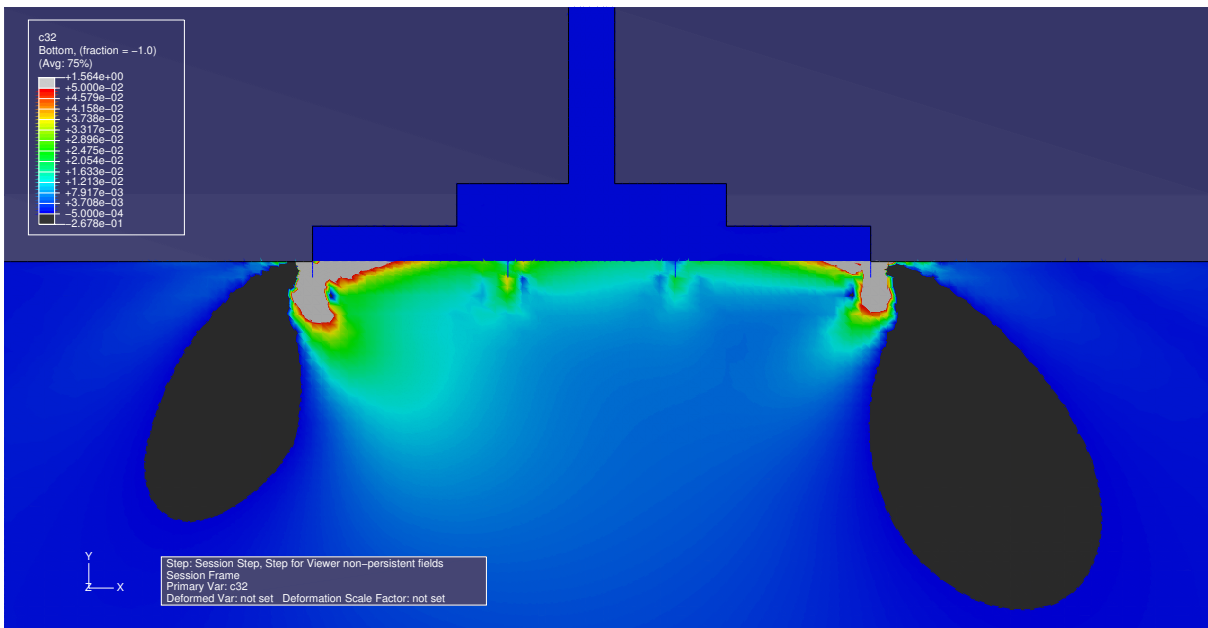 c32
Bottom, (fraction = −1.0)
(Avg: 75%)
+1.564e+00
+5.000e−02
+4.579e−02
+4.158e−02
+3.738e−02
+3.317e−02
+2.896e−02
+2.475e−02
+2.054e−02
+1.633e−02
+1.213e−02
+7.917e−03
+3.708e−03
−5.000e−04
−2.678e−01
Y
Z X
Step: Session Step, Step for Viewer non−persistent fields
Session Frame
Primary Var: c32
Deformed Var: not set Deformation Scale Factor: not set